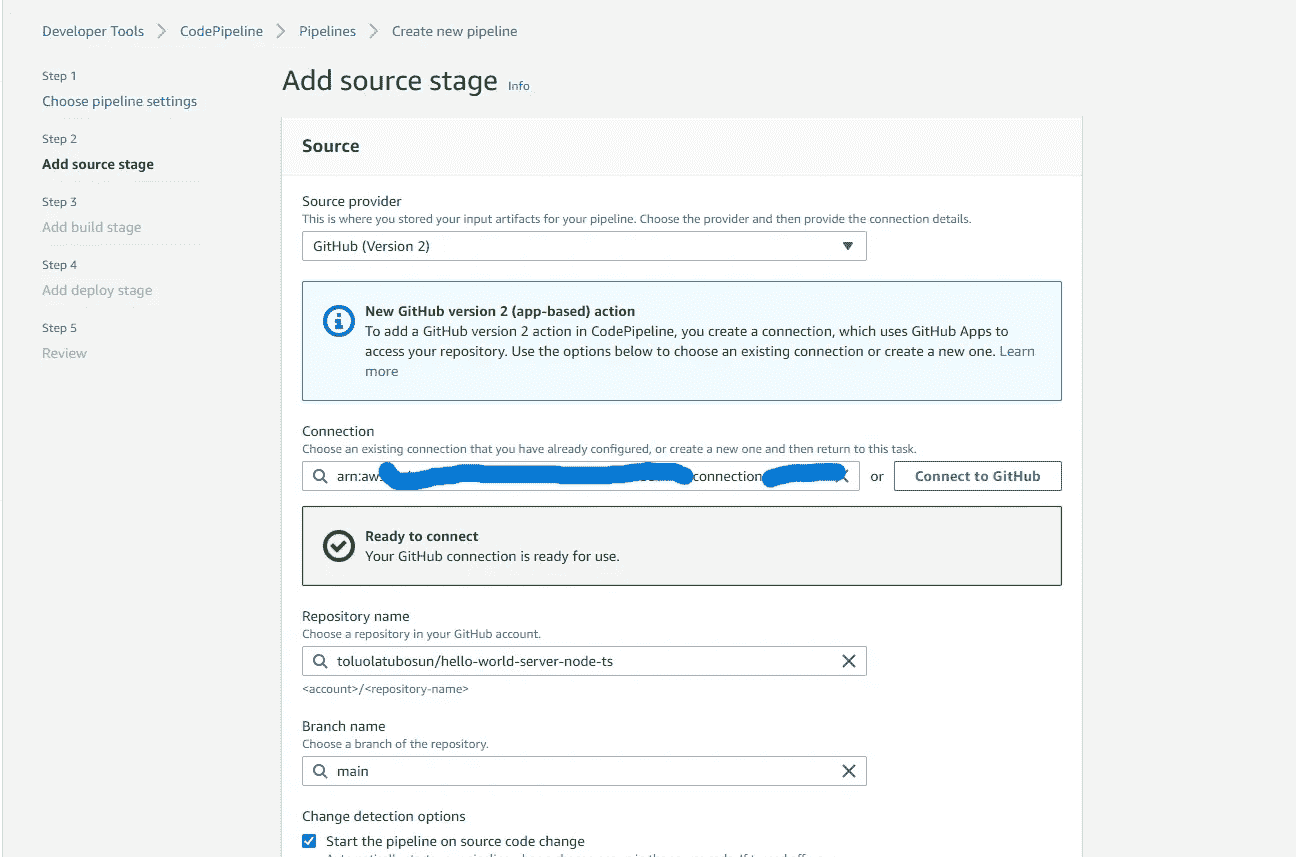 Developer Tools > CodePipeline > Pipelines > Create new pipeline
Step 1
Choose pipeline settings
Step 2
Add source stage
Step 3
Add build stage
Step 4
Add deploy stage
Step 5
Review
Add source stage Info
Source
Source provider
This is where you stored your input artifacts for your pipeline. Choose the provider and then provide the connection details.
GitHub (Version 2)
New GitHub version 2 (app-based) action
To add a GitHub version 2 action in CodePipeline, you create a connection, which uses GitHub Apps to
access your repository. Use the options below to choose an existing connection or create a new one. Learn
more
Connection
Choose an existing connection that you have already configured, or create a new one and then return to this task.
arn:aw connection or Connect to GitHub
Ready to connect
Your GitHub connection is ready for use.
Repository name
Choose a repository in your GitHub account.
toluolatubosun/hello-world-server-node-ts
<account>/<repository-name>
Branch name
Choose a branch of the repository.
main
Change detection options
Start the pipeline on source code change